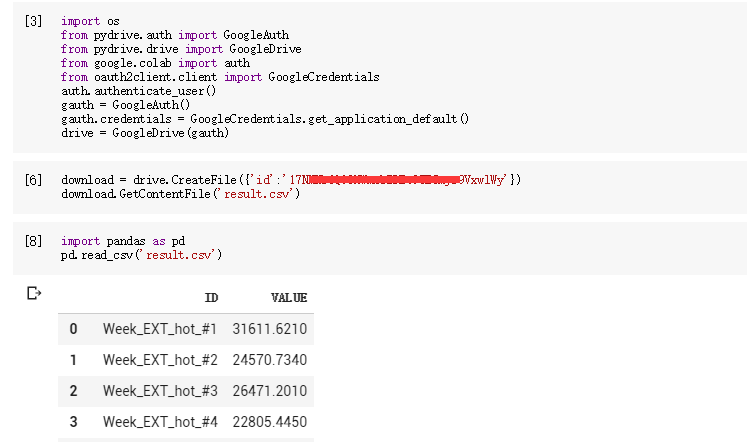 [3] import os
from pydrive.auth import GoogleAuth
from pydrive.drive import GoogleDrive
from google.colab import auth
from oauth2client.client import GoogleCredentials
auth.authenticate_user()
gauth = GoogleAuth()
gauth.credentials = GoogleCredentials.get_application_default()
drive = GoogleDrive(gauth)
[6] download = drive.CreateFile({'id':'17N 9VxwlWy'})
download.GetContentFile('result.csv')
[8] import pandas as pd
pd.read_csv('result.csv')
ID VALUE
0 Week_EXT_hot_#1 31611.6210
1 Week_EXT_hot_#2 24570.7340
2 Week_EXT_hot_#3 26471.2010
3 Week_EXT_hot_#4 22805.4450